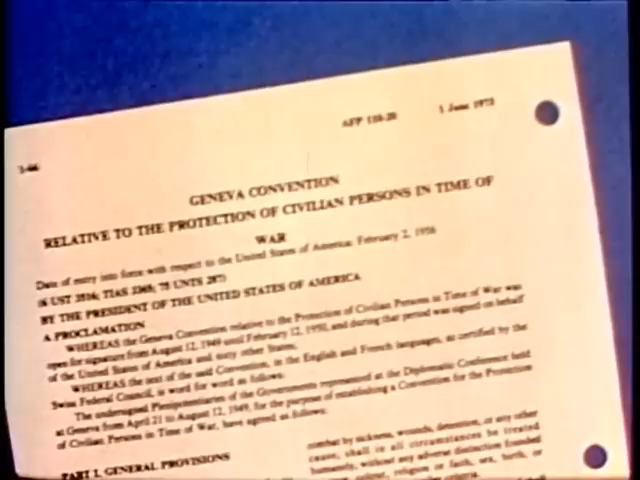 AFP 110-20 1 June 1973
1-66
GENEVA CONVENTION
RELATIVE TO THE PROTECTION OF CIVILIAN PERSONS IN TIME OF
WAR
Date of entry into force with respect to the United States of America: February 2, 1956
(6 UST 3516; TIAS 3365; 75 UNTS 287)
BY THE PRESIDENT OF THE UNITED STATES OF AMERICA
A PROCLAMATION
WHEREAS the Geneva Convention relative to the Protection of Civilian Persons in Time of War was
open for signature from August 12, 1949 until February 12, 1950, and during that period was signed on behalf
of the United States of America and sixty other States;
WHEREAS the text of the said Convention, in the English and French languages, as certified by the
Swiss Federal Council, is word for word as follows:
The undersigned Plenipotentiaries of the Governments represented at the Diplomatic Conference held
at Geneva from April 21 to August 12, 1949, for the purpose of establishing a Convention for the Protection
of Civilian Persons in Time of War, have agreed as follows:
PART I. GENERAL PROVISIONS
combat by sickness, wounds, detention, or any other
cause, shall in all circumstances be treated
humanely, without any adverse distinction founded
colour, religion or faith, sex, birth, or
criteria.